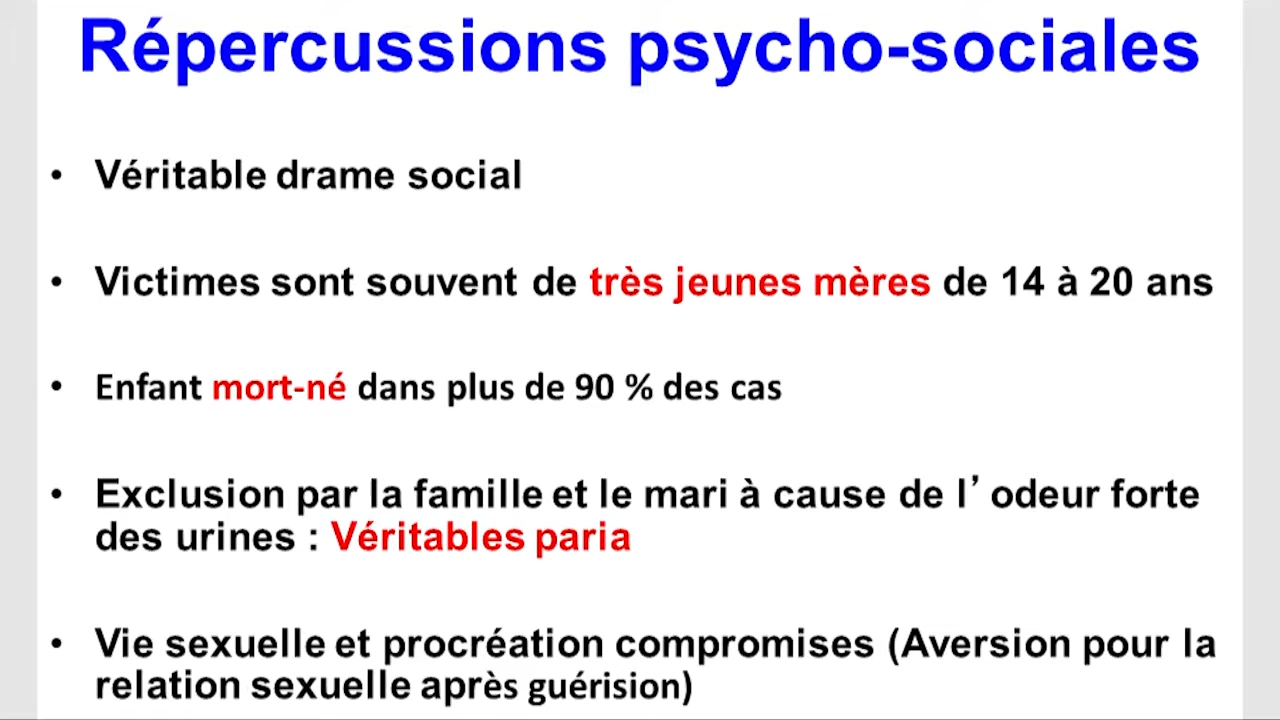 Répercussions psycho-sociales
• Véritable drame social
• Victimes sont souvent de très jeunes mères de 14 à 20 ans
• Enfant mort-né dans plus de 90 % des cas
• Exclusion par la famille et le mari à cause de l’ odeur forte
des urines : Véritables paria
• Vie sexuelle et procréation compromises (Aversion pour la
relation sexuelle après guérision)